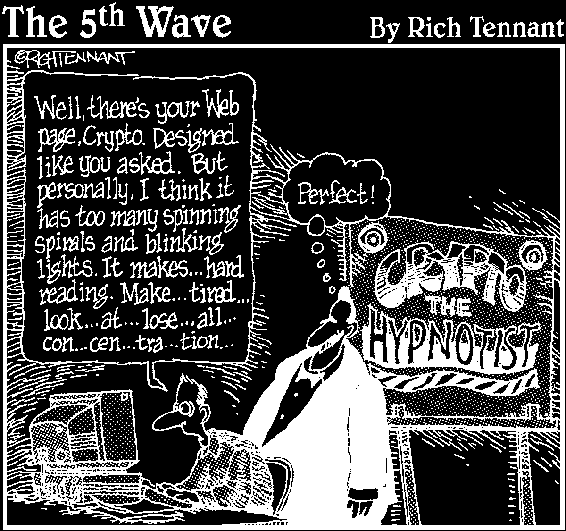 The 5th Wave
By Rich Tennant
©RICHTENNANT
Well, there's your Web
page, Crypto. Designed
like you asked. But
personally, I think it
has too many spinning
spirals and blinking
lights. It makes...hard
reading. Make...tired...
look...at....lose...all...
con...cen...tra...tion...
Perfect!
CRYPTO
THE
HYPNOTIST